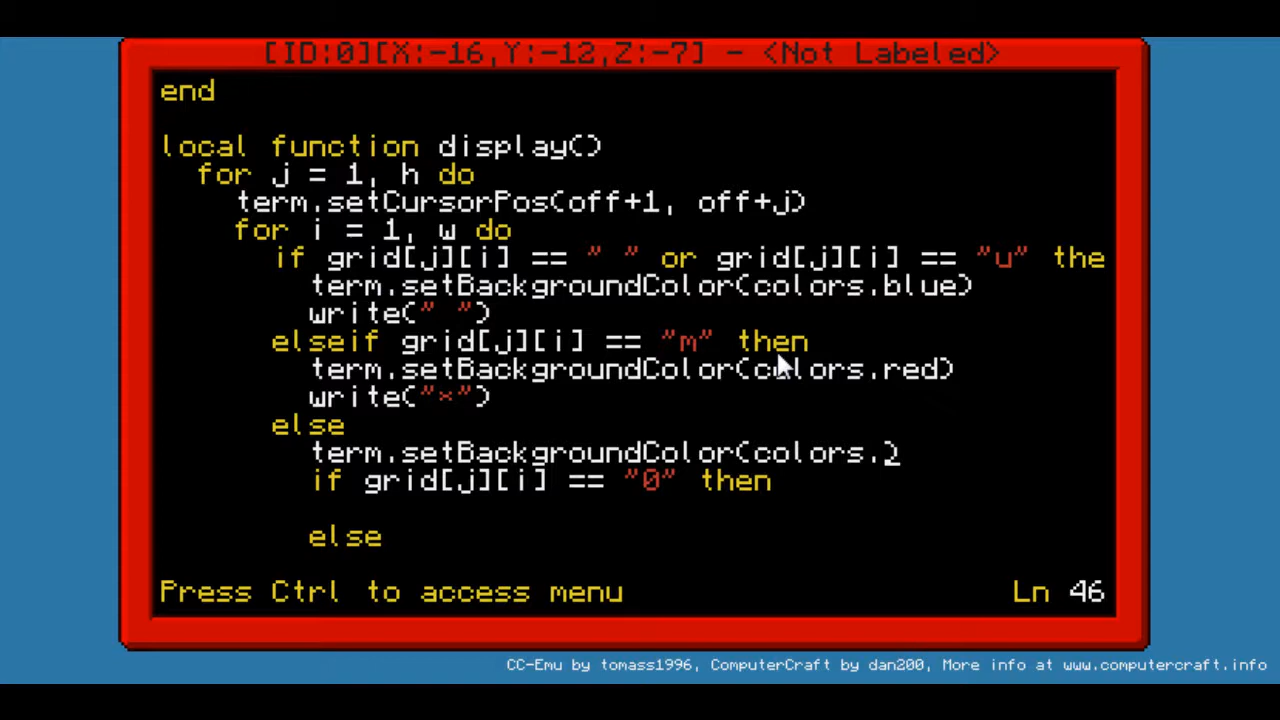 [ID:0][X:-16,Y:-12,Z:-7] - <Not Labeled>
end
local function display()
for j = 1, h do
term.setCursorPos(off+1, off+j)
for i = 1, w do
if grid[j][i] == " " or grid[j][i] == "u" the
term.setBackgroundColor(colors.blue)
write(" ")
elseif grid[j][i] == "m" then
term.setBackgroundColor(colors.red)
write("*")
else
term.setBackgroundColor(colors.)
if grid[j][i] == "0" then
else
Press Ctrl to access menu Ln 46
CC-Emu by tomass1996, ComputerCraft by dan200, More info at www.computercraft.info